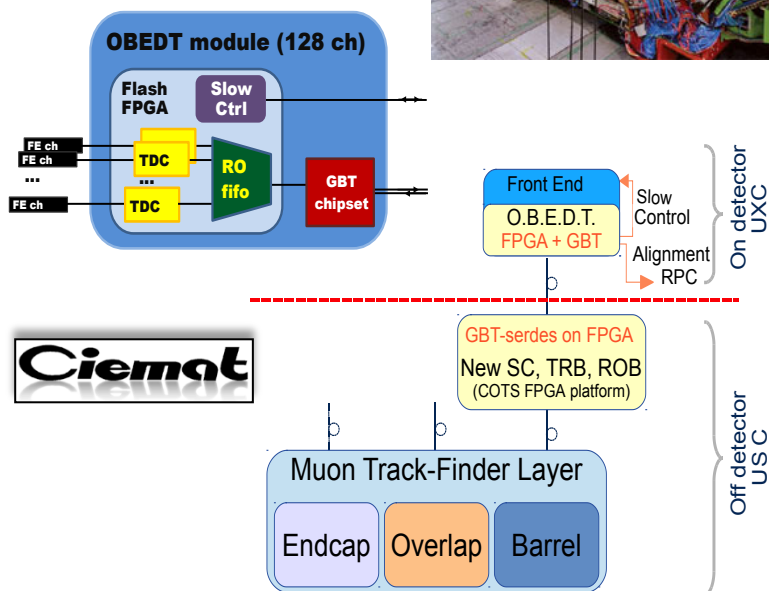 OBEDT module (128 ch)
Flash
FPGA
Slow
Ctrl
FE ch
FE ch
...
FE ch
TDC
...
TDC
RO
fifo
GBT
chipset
Front End
O.B.E.D.T.
FPGA + GBT
Slow
Control
Alignment
RPC
On detector
UXC
Ciemat
GBT-serdes on FPGA
New SC, TRB, ROB
(COTS FPGA platform)
Muon Track-Finder Layer
Endcap
Overlap
Barrel
Off detector
USC